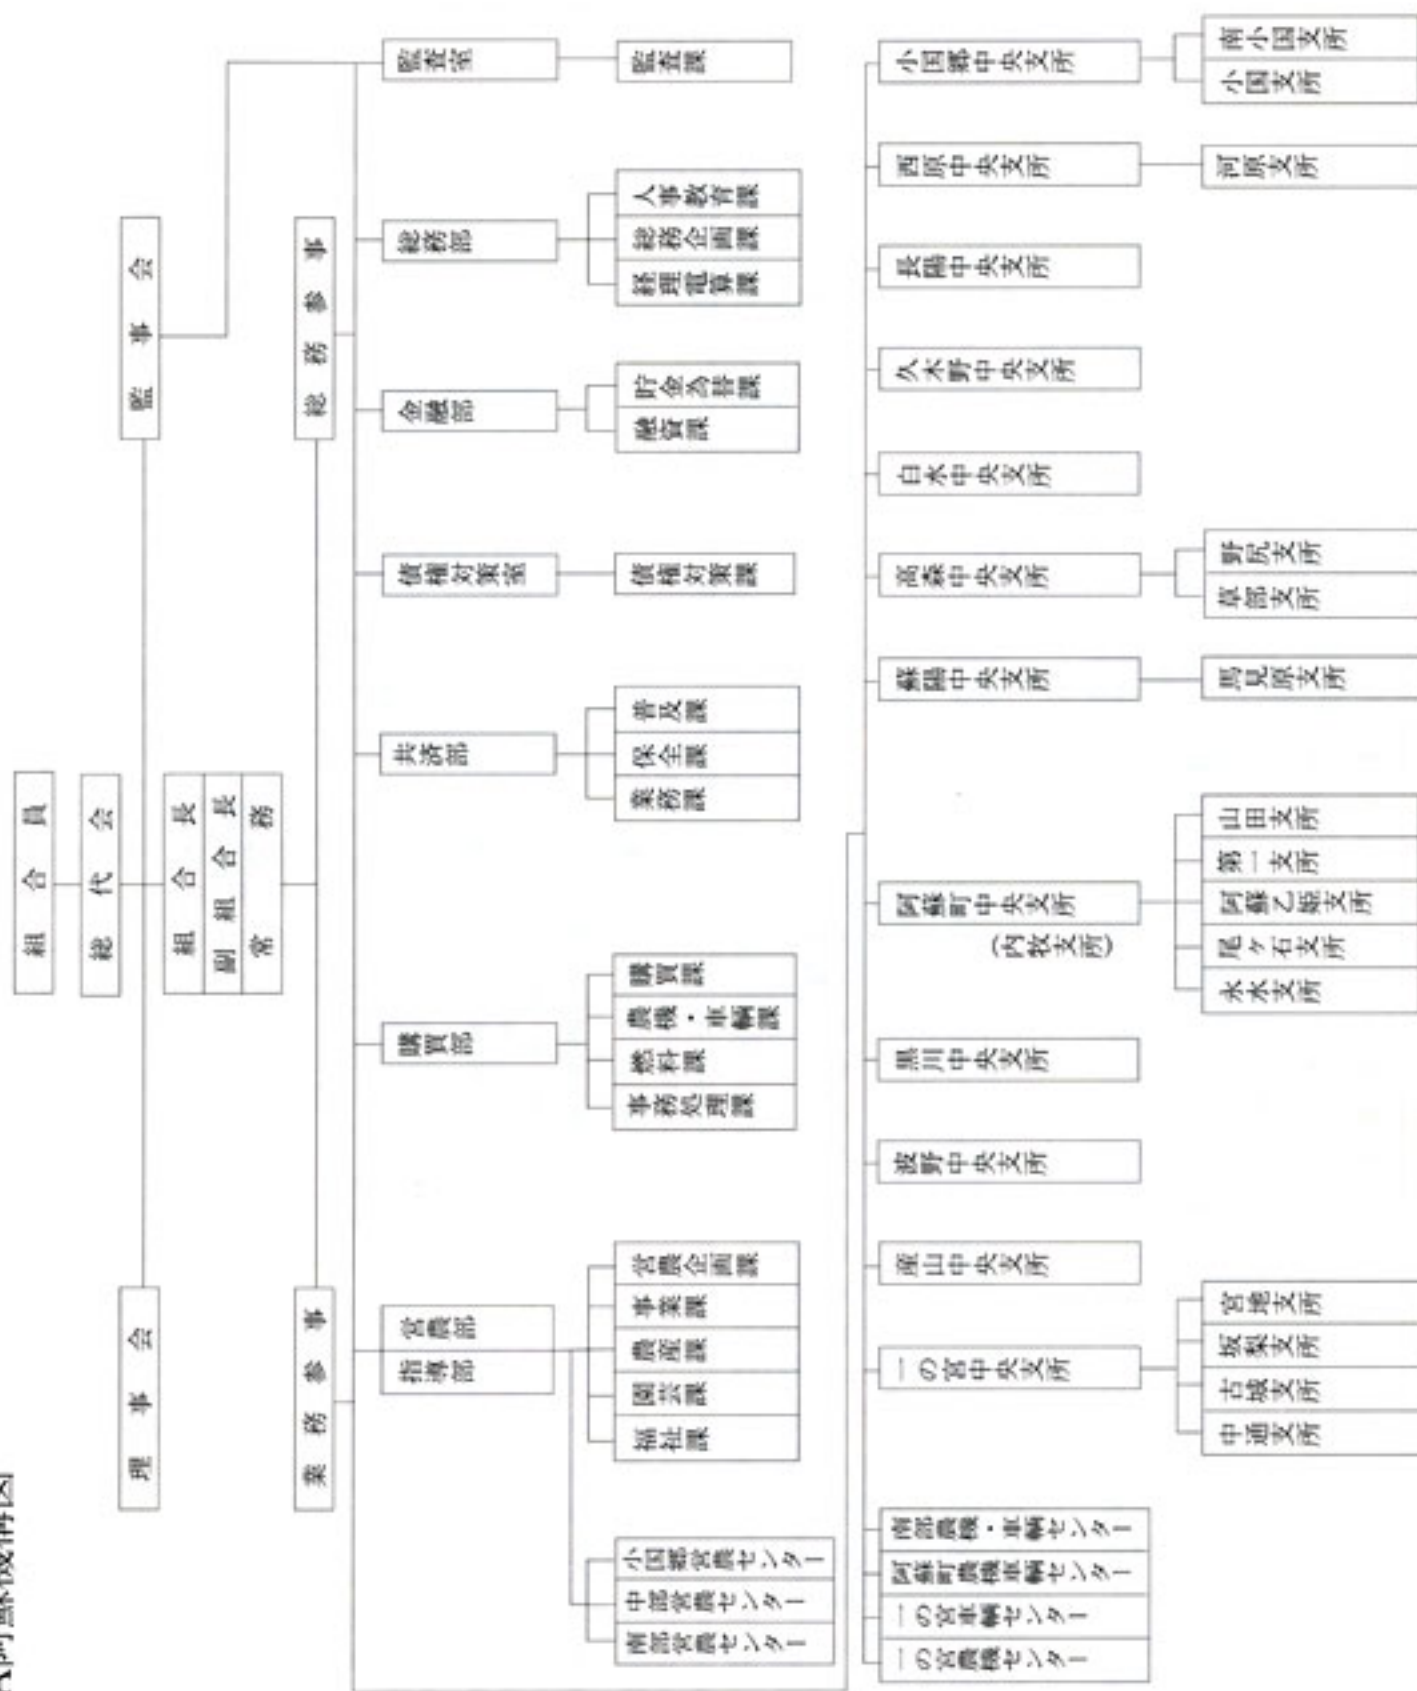 阿蘇機構図
組合員
総代会
理事会
監事会
組合長
副組合長
常務
業務参事
総務参事
監査室
監査課
総務部
人事教育課
総務企画課
経理電算課
金融部
貯金為替課
融資課
債権対策室
債権対策課
共済部
普及課
保全課
業務課
購買部
購買課
農機・車輌課
燃料課
事務処理課
営農部
指導部
営農企画課
事業課
農産課
園芸課
福祉課
小国郷営農センター
中部営農センター
南部営農センター
小国郷中央支所
南小国支所
小国支所
西原中央支所
河原支所
長陽中央支所
久木野中央支所
白水中央支所
高森中央支所
野尻支所
草部支所
蘇陽中央支所
馬見原支所
阿蘇町中央支所
(内牧支所)
山田支所
第一支所
阿蘇乙姫支所
尾ヶ石支所
永水支所
黒川中央支所
波野中央支所
産山中央支所
一の宮中央支所
宮地支所
坂梨支所
古城支所
中通支所
南部農機・車輌センター
阿蘇町農機車輌センター
一の宮車輌センター
一の宮農機センター